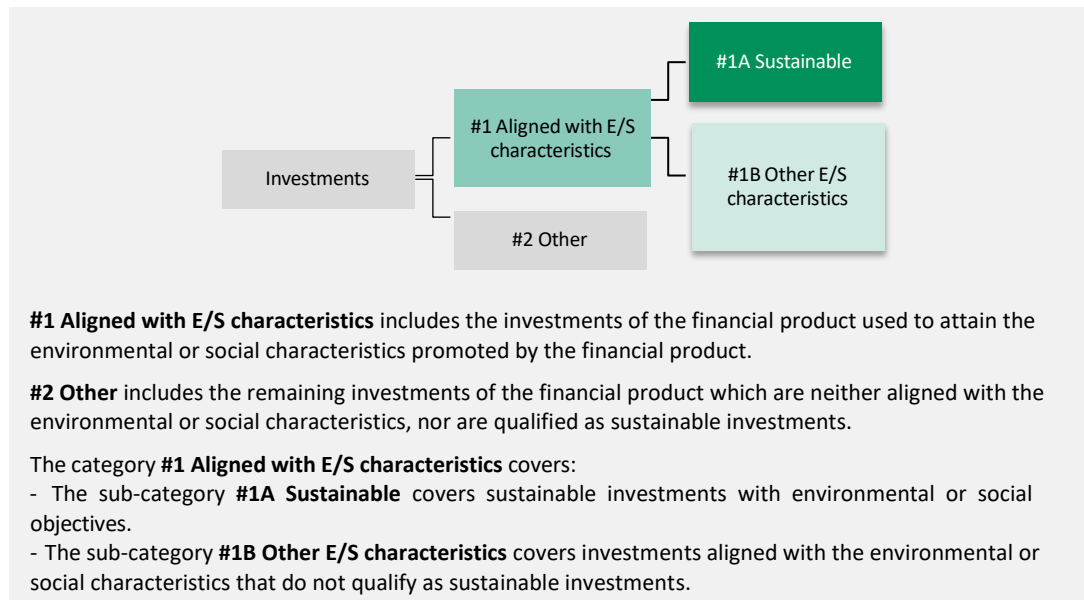 #1A Sustainable
#1 Aligned with E/S
characteristics
Investments
#1B Other E/S
characteristics
#2 Other
#1 Aligned with E/S characteristics includes the investments of the financial product used to attain the
environmental or social characteristics promoted by the financial product.
#2 Other includes the remaining investments of the financial product which are neither aligned with the
environmental or social characteristics, nor are qualified as sustainable investments.
The category #1 Aligned with E/S characteristics covers:
- The sub-category #1A Sustainable covers sustainable investments with environmental or social
objectives.
- The sub-category #1B Other E/S characteristics covers investments aligned with the environmental or
social characteristics that do not qualify as sustainable investments.